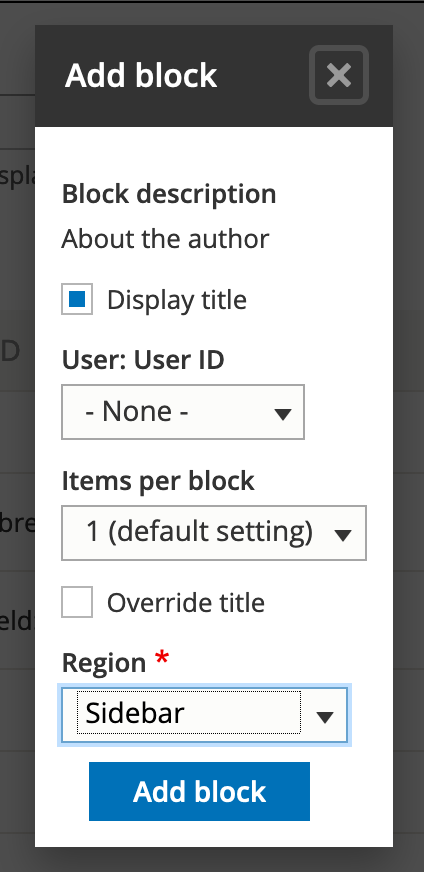 Add block
Block description
About the author
Display title
User: User ID
- None -
Items per block
1 (default setting)
Override title
Region *
Sidebar
Add block